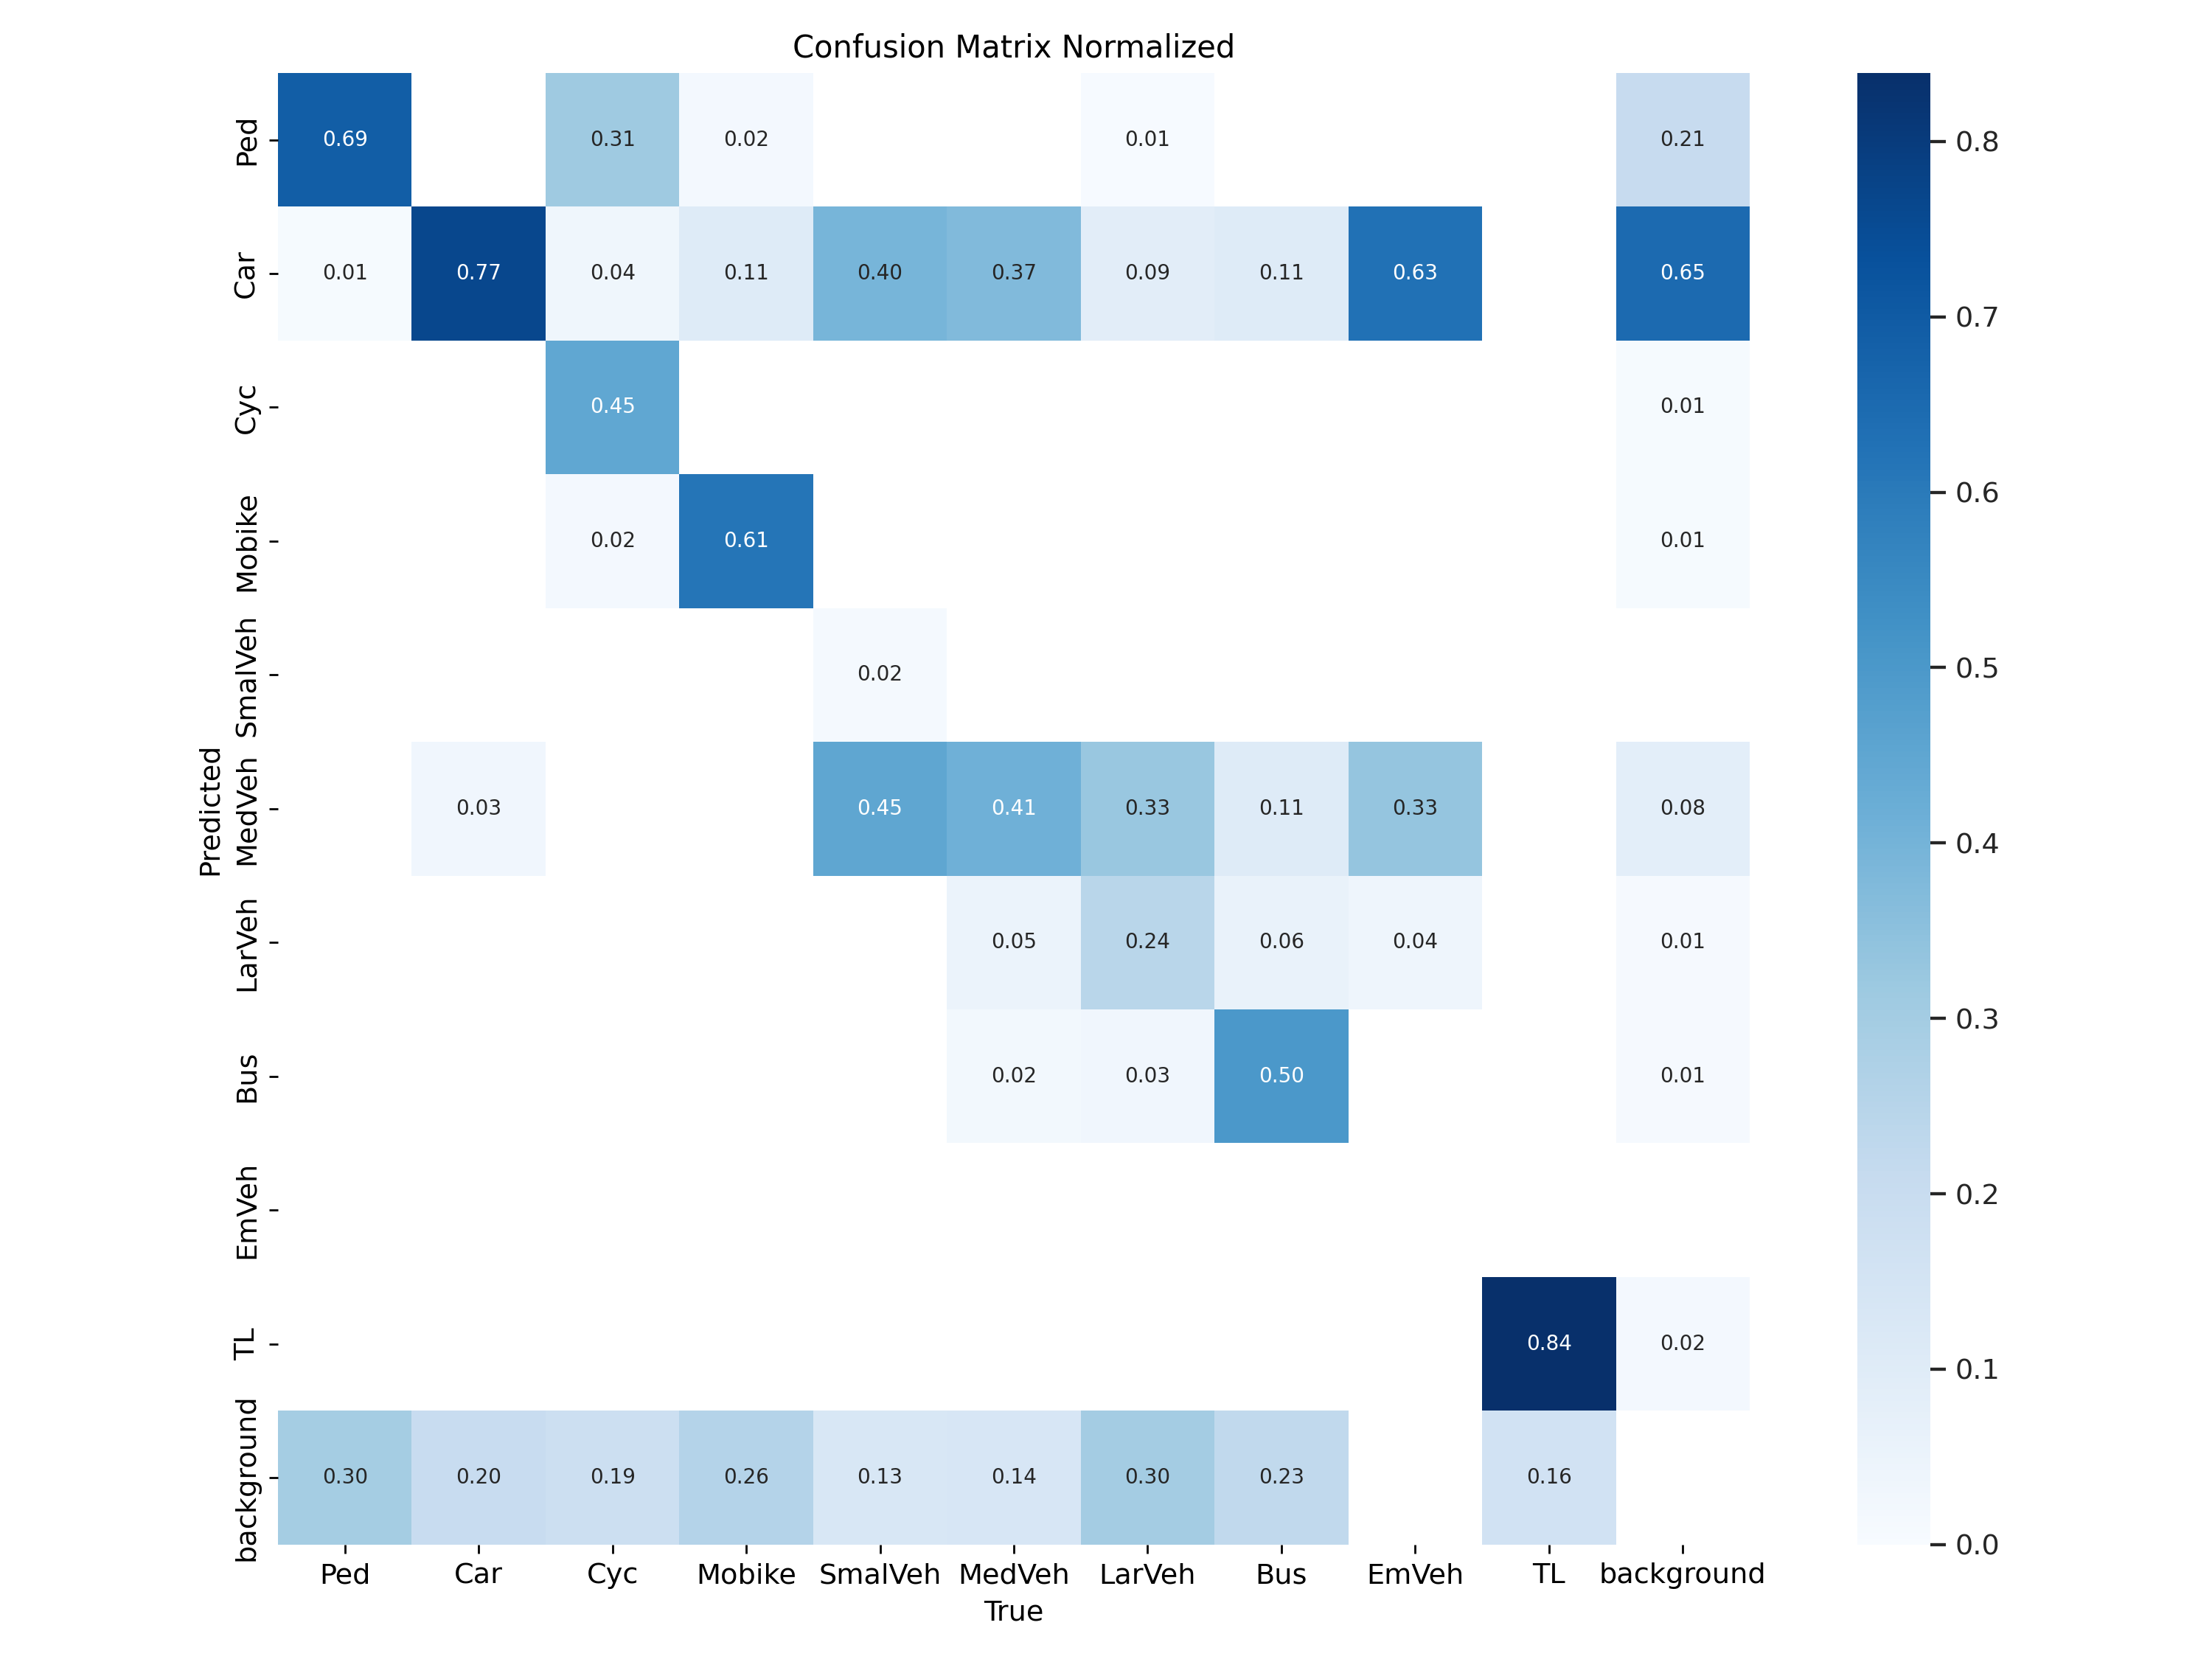 Confusion Matrix Normalized
Ped 0.69 0.31 0.02 0.01 0.21
Car 0.01 0.77 0.04 0.11 0.40 0.37 0.09 0.11 0.63 0.65
Cyc 0.45 0.01
Mobike 0.02 0.61 0.01
SmalVeh 0.02
MedVeh 0.03 0.45 0.41 0.33 0.11 0.33 0.08
LarVeh 0.05 0.24 0.06 0.04 0.01
Bus 0.02 0.03 0.50 0.01
EmVeh
TL 0.84 0.02
background 0.30 0.20 0.19 0.26 0.13 0.14 0.30 0.23 0.16
Predicted
Ped Car Cyc Mobike SmalVeh MedVeh LarVeh Bus EmVeh TL background
True
0.8
0.7
0.6
0.5
0.4
0.3
0.2
0.1
0.0